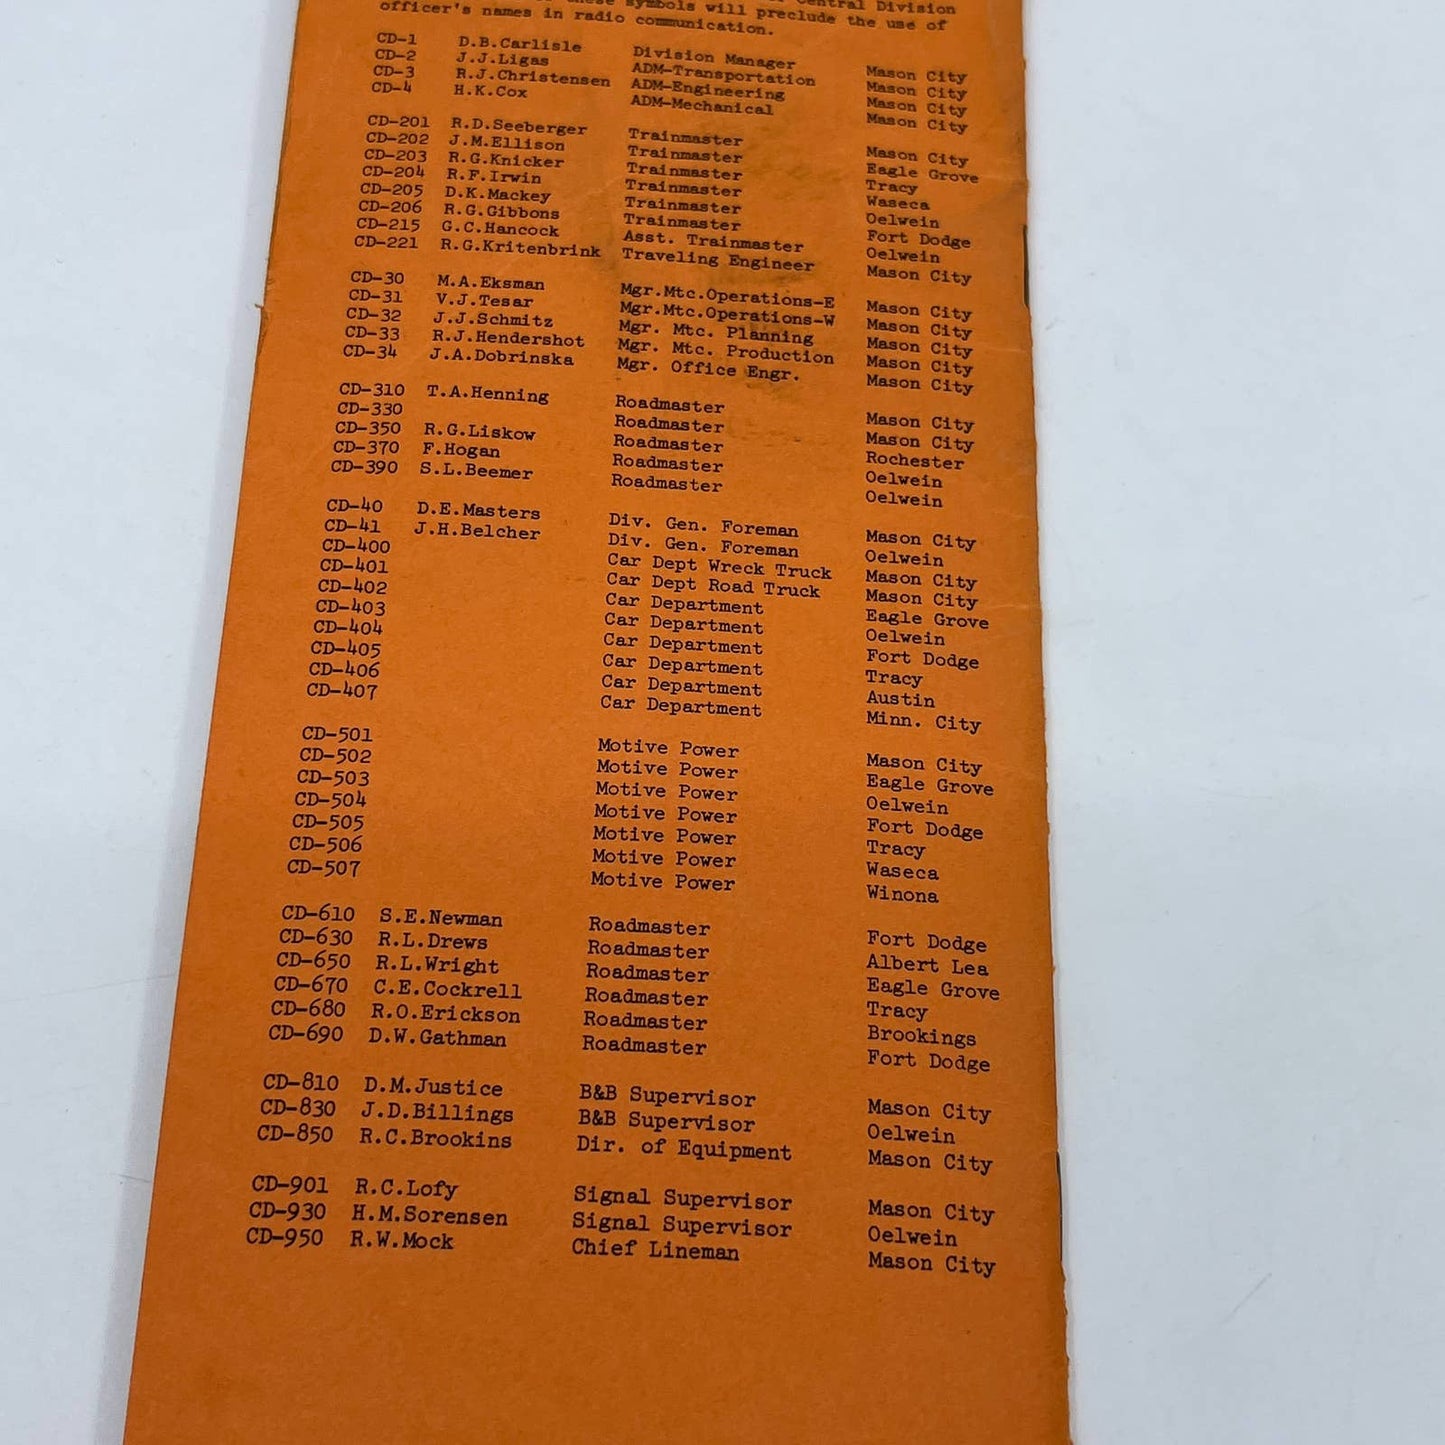 Central Division
these symbols will preclude the use of
officer's names in radio communication.
CD-1 D.B.Carlisle Division Manager Mason City
CD-2 J.J.Ligas ADM-Transportation Mason City
CD-3 R.J.Christensen ADM-Engineering Mason City
CD-4 H.K.Cox ADM-Mechanical Mason City
CD-201 R.D.Seeberger Trainmaster Mason City
CD-202 J.M.Ellison Trainmaster Eagle Grove
CD-203 R.G.Knicker Trainmaster Tracy
CD-204 R.F.Irwin Trainmaster Waseca
CD-205 D.K.Mackey Trainmaster Oelwein
CD-206 R.G.Gibbons Trainmaster Fort Dodge
CD-215 G.C.Hancock Asst. Trainmaster Oelwein
CD-221 R.G.Kritenbrink Traveling Engineer Mason City
CD-30 M.A.Eksman Mgr.Mtc.Operations-E Mason City
CD-31 V.J.Tesar Mgr.Mtc.Operations-W Mason City
CD-32 J.J.Schmitz Mgr. Mtc. Planning Mason City
CD-33 R.J.Hendershot Mgr. Mtc. Production Mason City
CD-34 J.A.Dobrinska Mgr. Office Engr. Mason City
CD-310 T.A.Henning Roadmaster Mason City
CD-330 Roadmaster Mason City
CD-350 R.G.Liskow Roadmaster Rochester
CD-370 F.Hogan Roadmaster Oelwein
CD-390 S.L.Beemer Roadmaster Oelwein
CD-40 D.E.Masters Div. Gen. Foreman Mason City
CD-41 J.H.Belcher Div. Gen. Foreman Oelwein
CD-400 Car Dept Wreck Truck Mason City
CD-401 Car Dept Road Truck Mason City
CD-402 Car Department Eagle Grove
CD-403 Car Department Oelwein
CD-404 Car Department Fort Dodge
CD-405 Car Department Tracy
CD-406 Car Department Austin
CD-407 Car Department Minn. City
CD-501 Motive Power Mason City
CD-502 Motive Power Eagle Grove
CD-503 Motive Power Oelwein
CD-504 Motive Power Fort Dodge
CD-505 Motive Power Tracy
CD-506 Motive Power Waseca
CD-507 Motive Power Winona
CD-610 S.E.Newman Roadmaster Fort Dodge
CD-630 R.L.Drews Roadmaster Albert Lea
CD-650 R.L.Wright Roadmaster Eagle Grove
CD-670 C.E.Cockrell Roadmaster Tracy
CD-680 R.O.Erickson Roadmaster Brookings
CD-690 D.W.Gathman Roadmaster Fort Dodge
CD-810 D.M.Justice B&B Supervisor Mason City
CD-830 J.D.Billings B&B Supervisor Oelwein
CD-850 R.C.Brookins Dir. of Equipment Mason City
CD-901 R.C.Lofy Signal Supervisor Mason City
CD-930 H.M.Sorensen Signal Supervisor Oelwein
CD-950 R.W.Mock Chief Lineman Mason City